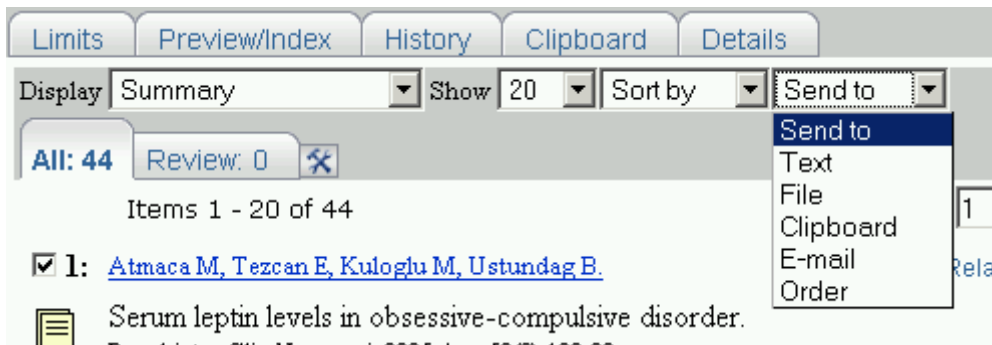 Limits Preview/Index History Clipboard Details
Display Summary Show 20 Sort by Send to
Send to
All: 44 Review: 0
Text
File
Items 1 - 20 of 44
1
Clipboard
E-mail
1: Atmaca M, Tezcan E, Kuloglu M, Ustundag B.
Rela
Order
Serum leptin levels in obsessive-compulsive disorder.